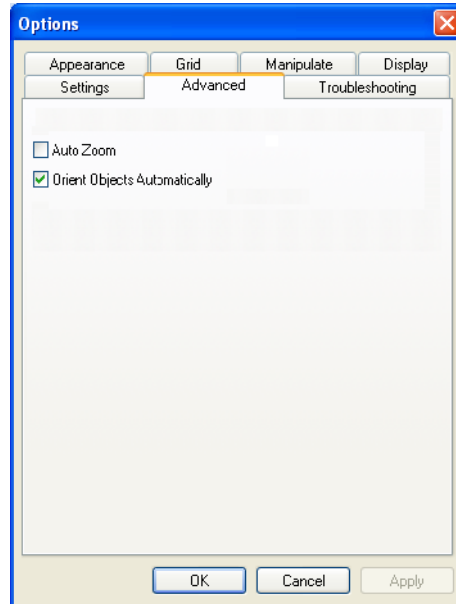 Options
Appearance Grid Manipulate Display
Settings Advanced Troubleshooting
Auto Zoom
Orient Objects Automatically
OK Cancel Apply